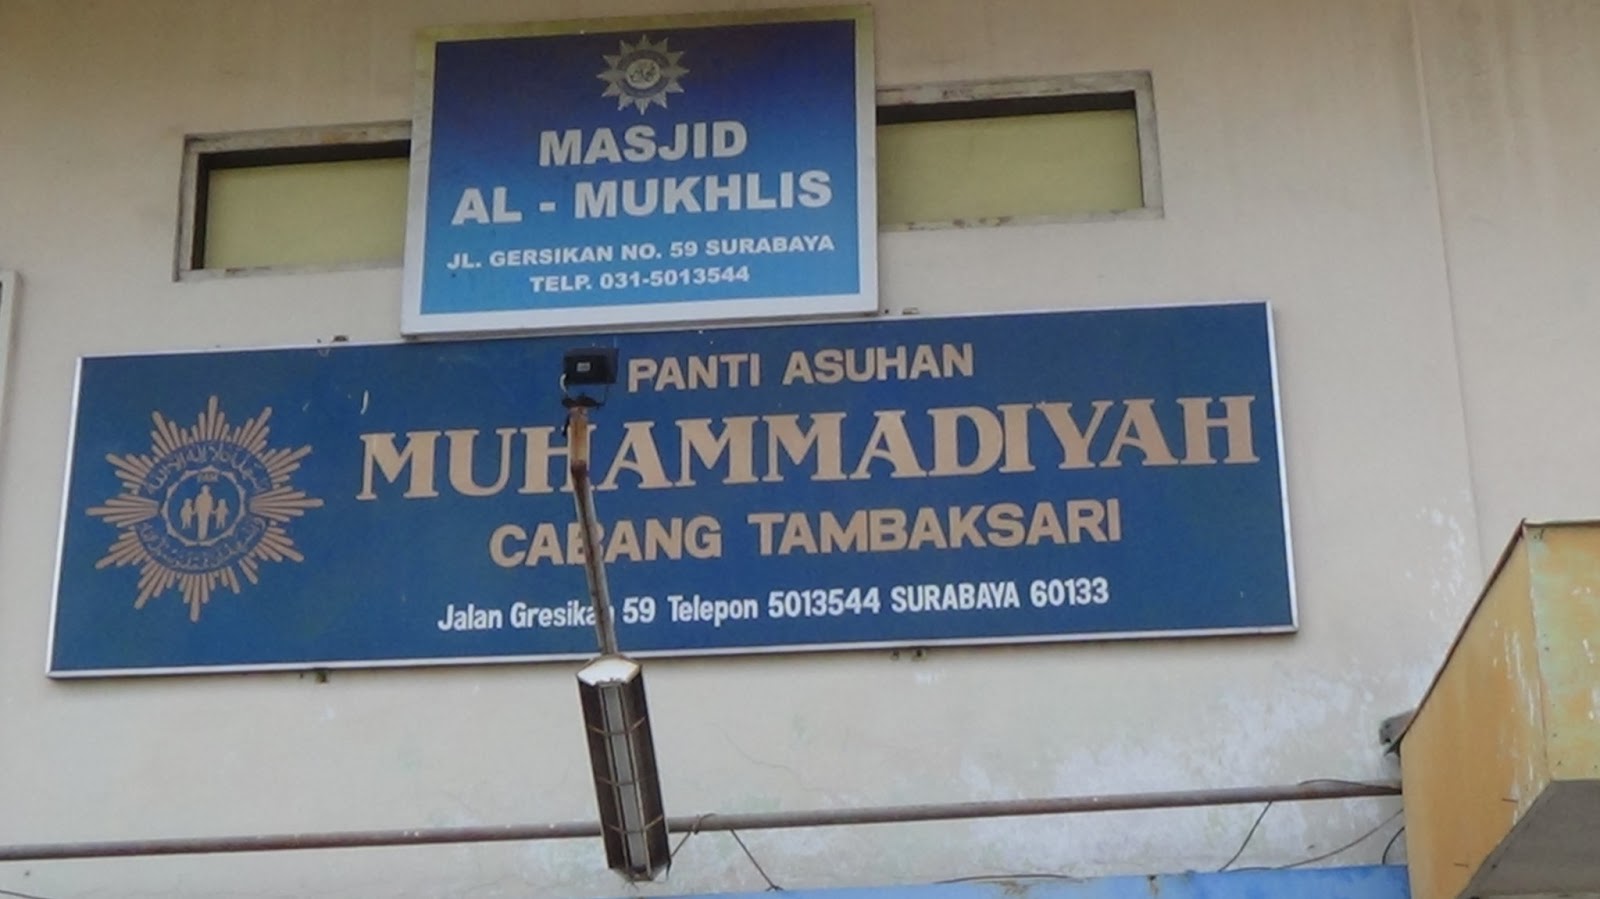 MASJID
AL - MUKHLIS
JL. GERSIKAN NO. 59 SURABAYA
TELP. 031-5013544
PANTI ASUHAN
MUHAMMADIYAH
CABANG TAMBAKSARI
Jalan Gresikan 59 Telepon 5013544 SURABAYA 60133